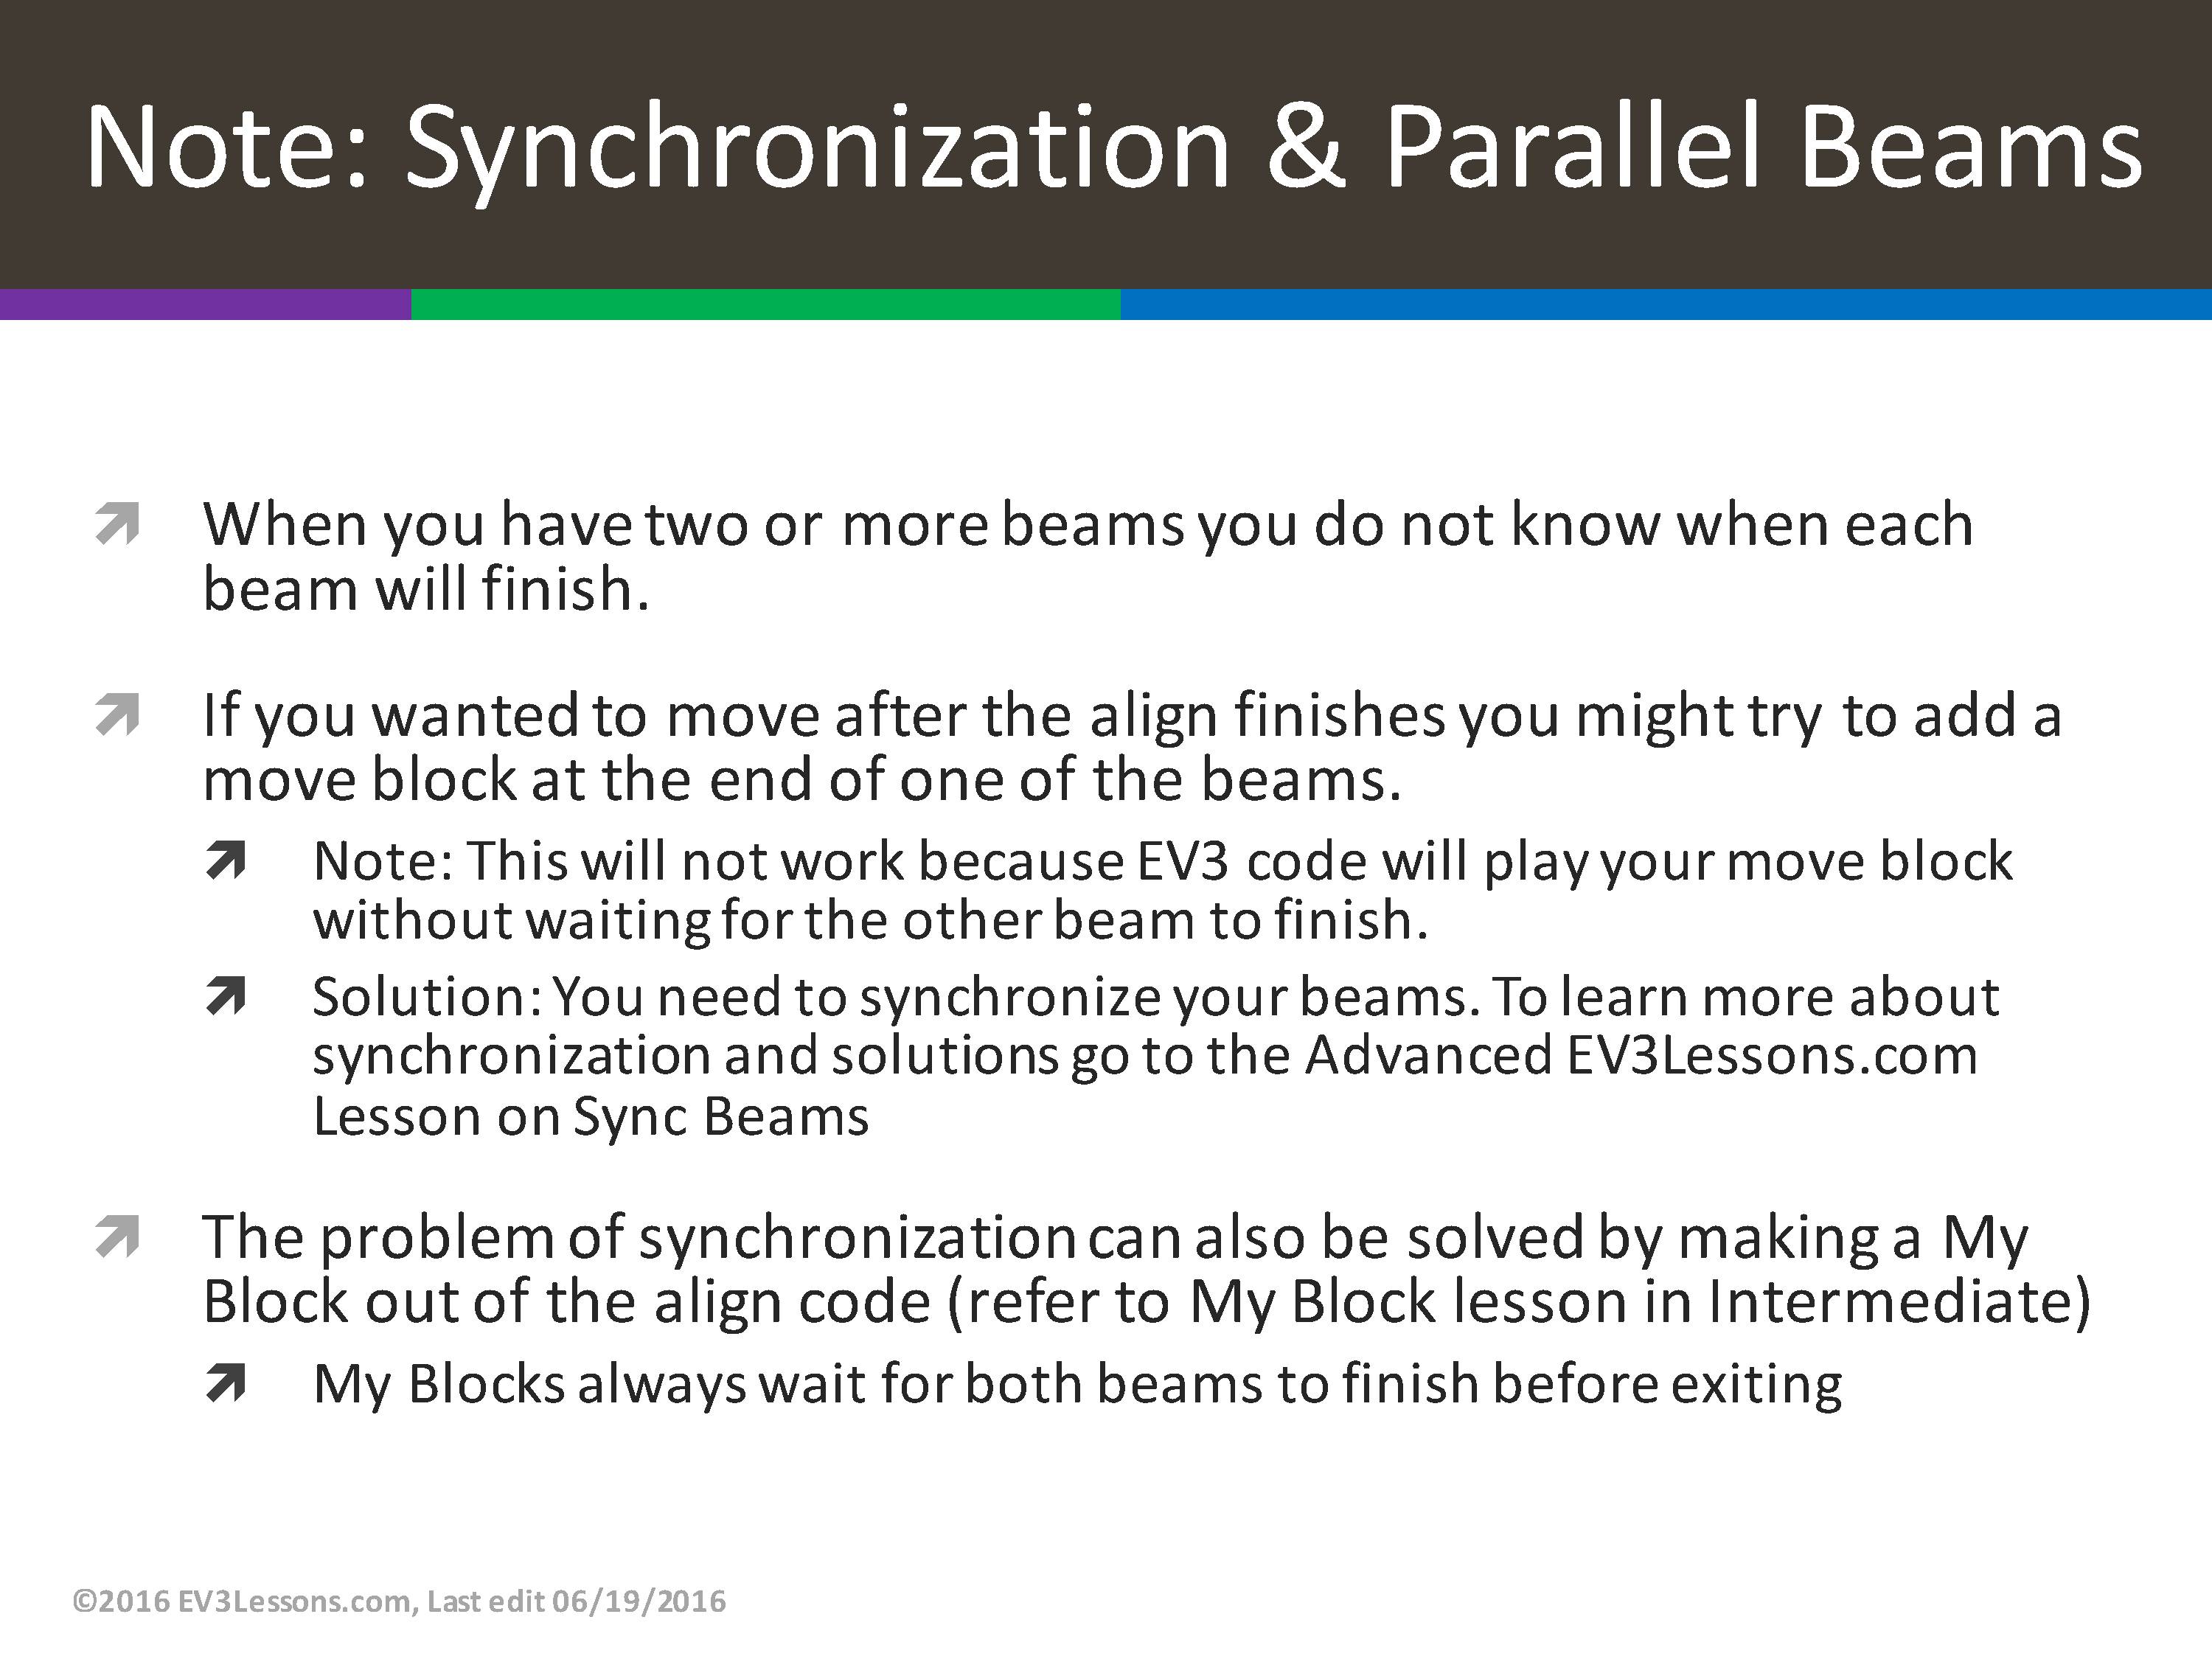 Note: Synchronization & Parallel Beams
When you have two or more beams you do not know when each
beam will finish.
If you wanted to move after the align finishes you might try to add a
move block at the end of one of the beams.
Note: This will not work because EV3 code will play your move block
without waiting for the other beam to finish.
Solution: You need to synchronize your beams. To learn more about
synchronization and solutions go to the Advanced EV3Lessons.com
Lesson on Sync Beams
The problem of synchronization can also be solved by making a My
Block out of the align code (refer to My Block lesson in Intermediate)
My Blocks always wait for both beams to finish before exiting
©2016 EV3Lessons.com, Last edit 06/19/2016